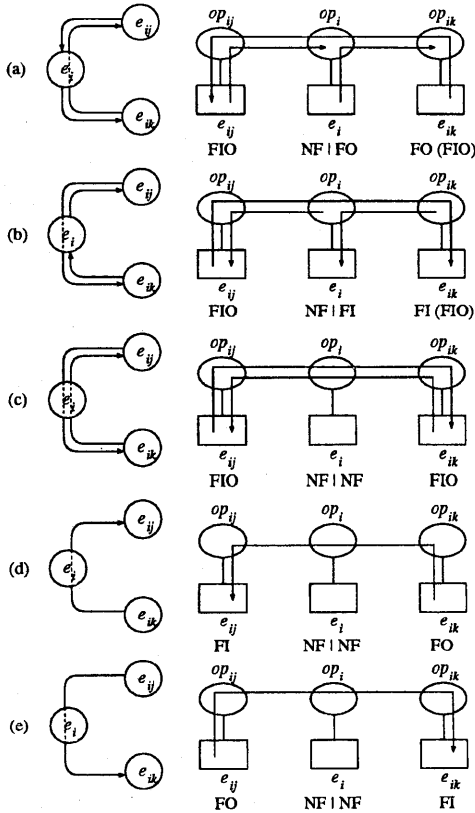 op_ij op_i op_ik
(a) e_ij e_i e_ik
e_ij e_i e_ik
FIO NF | FO FO (FIO)
op_ij op_i op_ik
(b) e_ij e_i e_ik
e_ij e_i e_ik
FIO NF | FI FI (FIO)
op_ij op_i op_ik
(c) e_ij e_i e_ik
e_ij e_i e_ik
FIO NF | NF FIO
op_ij op_i op_ik
(d) e_ij e_i e_ik
e_ij e_i e_ik
FI NF | NF FO
op_ij op_i op_ik
(e) e_ij e_i e_ik
e_ij e_i e_ik
FO NF | NF FI